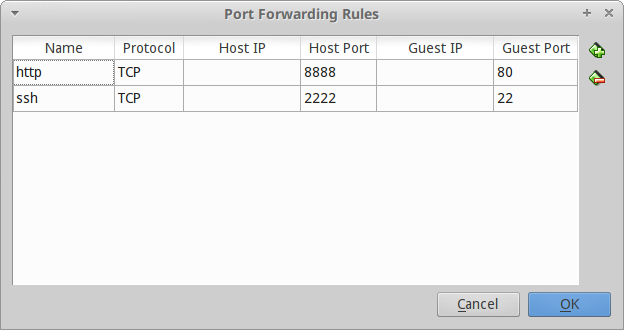 Port Forwarding Rules
Name Protocol Host IP Host Port Guest IP Guest Port
http TCP 8888 80
ssh TCP 2222 22
Cancel OK